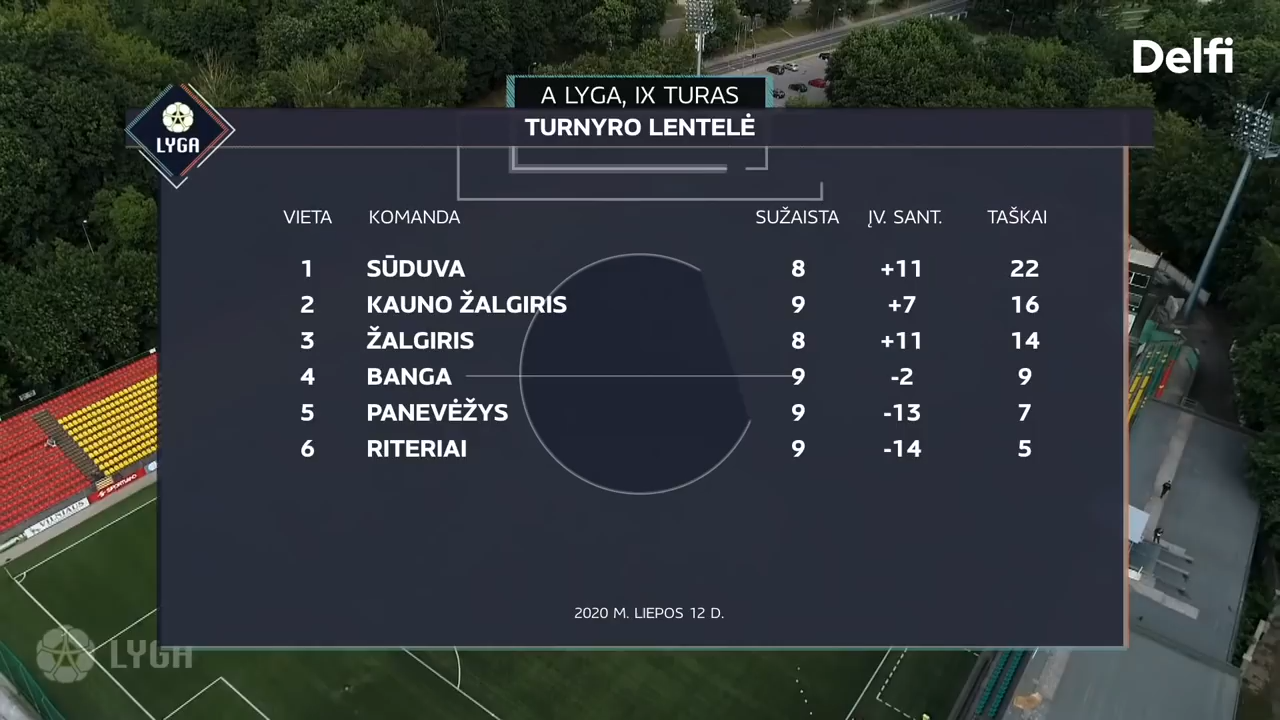 Delfi
A LYGA, IX TURAS
TURNYRO LENTELĖ
LYGA
VIETA KOMANDA SUŽAISTA ĮV. SANT. TAŠKAI
1 SŪDUVA 8 +11 22
2 KAUNO ŽALGIRIS 9 +7 16
3 ŽALGIRIS 8 +11 14
4 BANGA 9 -2 9
5 PANEVĖŽYS 9 -13 7
6 RITERIAI 9 -14 5
SPORTLAND
VILNIAUS
2020 M. LIEPOS 12 D.
LYGA